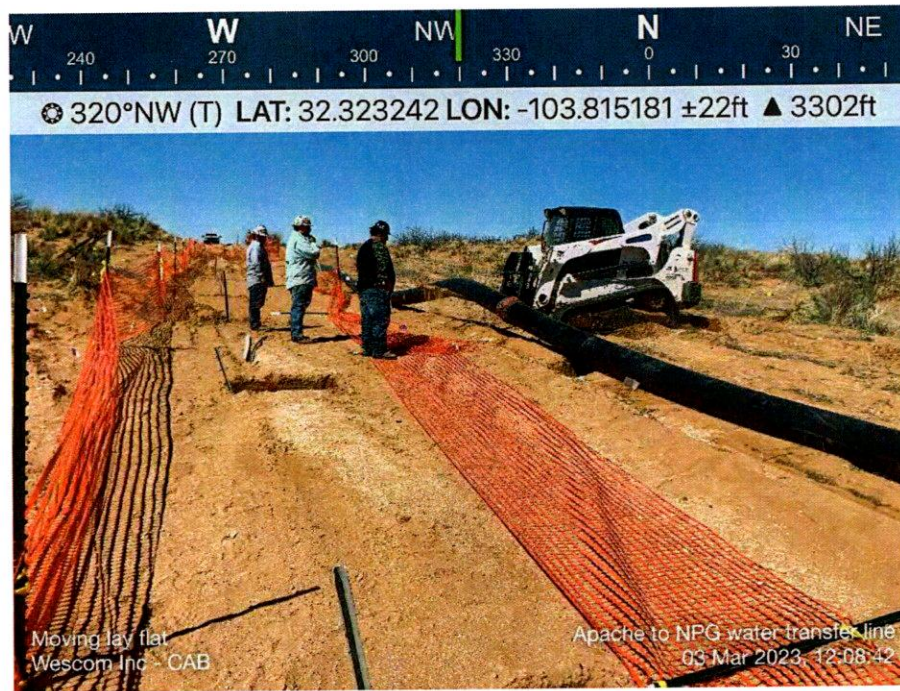 W W NW N NE
240 270 300 330 0 30
320°NW (T) LAT: 32.323242 LON: -103.815181 ±22ft ▲ 3302ft
Moving lay flat
Wescom Inc - CAB
Apache to NPG water transfer line
03 Mar 2023, 12:08:42